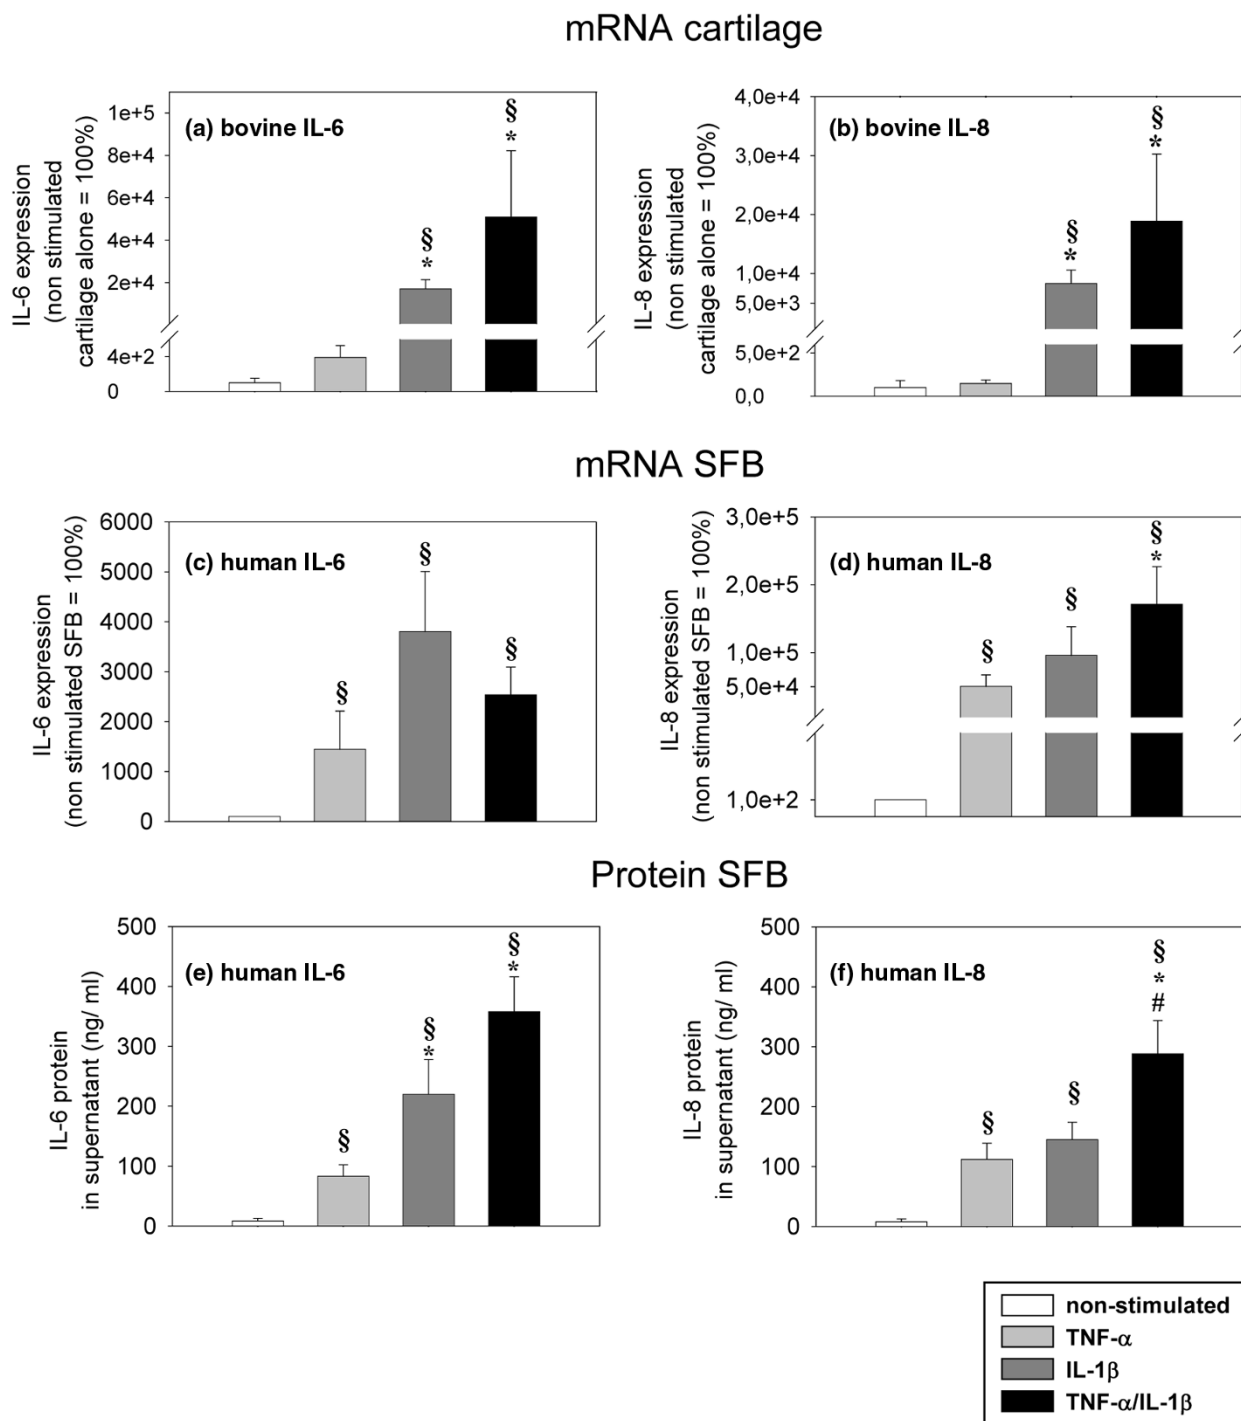 mRNA cartilage
IL-6 expression
(non stimulated
cartilage alone = 100%)
1e+5
8e+4
6e+4
4e+4
2e+4
4e+2
0
(a) bovine IL-6
§
*
§
*
IL-8 expression
(non stimulated
cartilage alone = 100%)
4,0e+4
3,0e+4
2,0e+4
1,0e+4
5,0e+3
5,0e+2
0,0
(b) bovine IL-8
§
*
§
*
mRNA SFB
IL-6 expression
(non stimulated SFB = 100%)
6000
5000
4000
3000
2000
1000
0
(c) human IL-6
§
§
§
IL-8 expression
(non stimulated SFB = 100%)
3,0e+5
2,0e+5
1,0e+5
5,0e+4
1,0e+2
(d) human IL-8
§
§
§
*
Protein SFB
IL-6 protein
in supernatant (ng/ ml)
500
400
300
200
100
0
(e) human IL-6
§
§
*
§
*
IL-8 protein
in supernatant (ng/ ml)
500
400
300
200
100
0
(f) human IL-8
§
§
§
*
#
non-stimulated
TNF-α
IL-1β
TNF-α/IL-1β